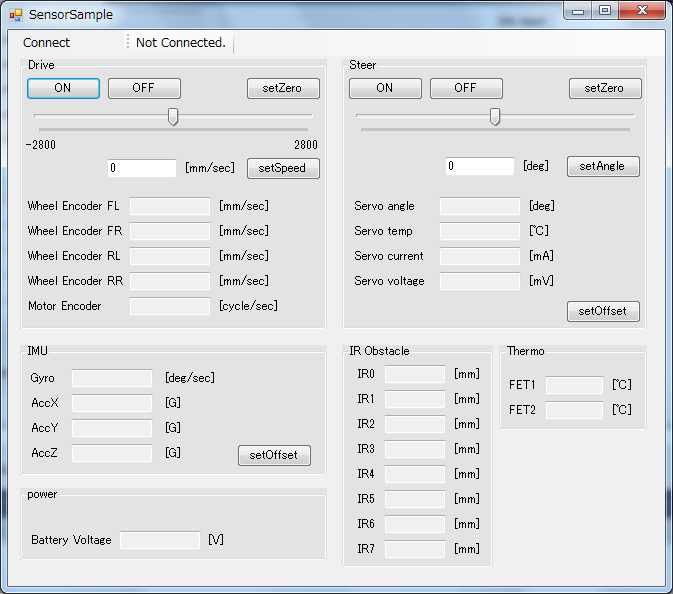 SensorSample
Connect Not Connected.
Drive
ON OFF setZero
-2800 2800
0 [mm/sec] setSpeed
Wheel Encoder FL [mm/sec]
Wheel Encoder FR [mm/sec]
Wheel Encoder RL [mm/sec]
Wheel Encoder RR [mm/sec]
Motor Encoder [cycle/sec]
Steer
ON OFF setZero
0 [deg] setAngle
Servo angle [deg]
Servo temp [℃]
Servo current [mA]
Servo voltage [mV]
setOffset
IMU
Gyro [deg/sec]
AccX [G]
AccY [G]
AccZ [G] setOffset
IR Obstacle
IR0 [mm]
IR1 [mm]
IR2 [mm]
IR3 [mm]
IR4 [mm]
IR5 [mm]
IR6 [mm]
IR7 [mm]
Thermo
FET1 [℃]
FET2 [℃]
power
Battery Voltage [V]